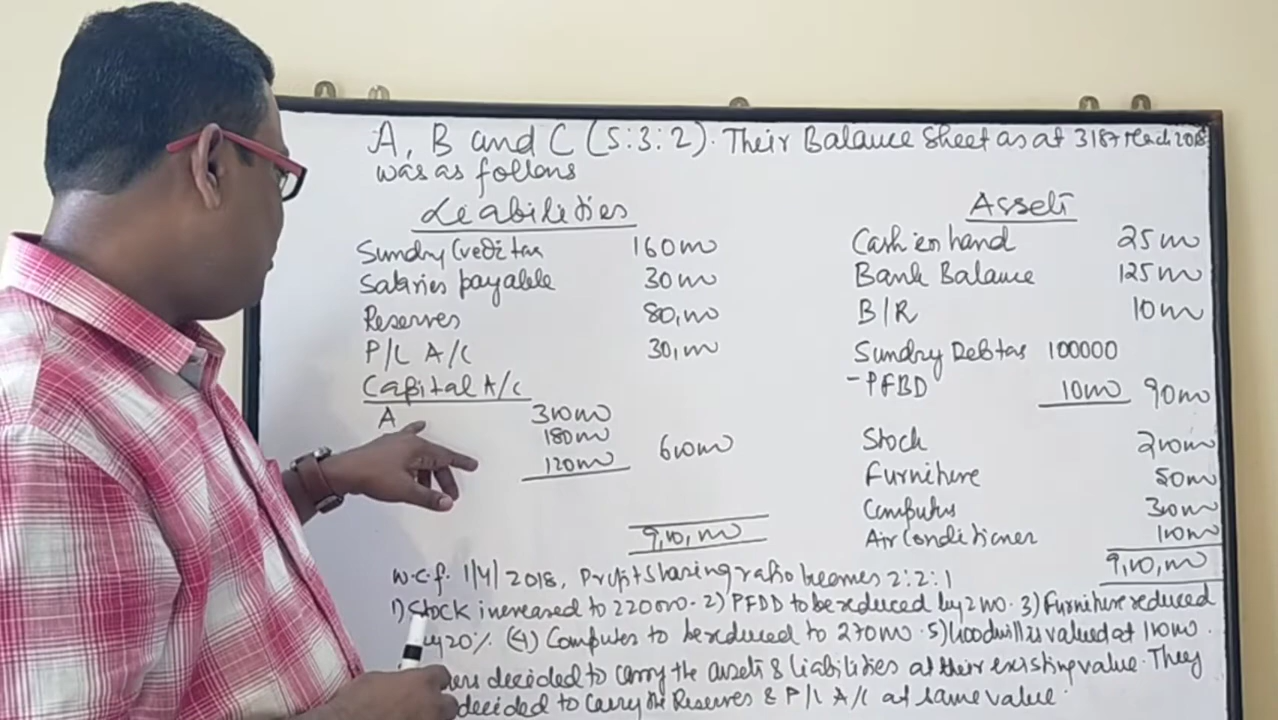 A, B and C (5:3:2). Their Balance Sheet as at 31st March 2018
was as follows
Liabilities
Sundry Creditors 160000
Salaries payable 30000
Reserves 80,000
P/L A/C 30,000
Capital A/C
A 310000
180000
120000 610000
9,10,000
Assets
Cash in hand 25000
Bank Balance 125000
B/R 10000
Sundry Debtors 100000
- PFBD 10000 90000
Stock 210000
Furniture 50000
Computers 300000
Air Conditioner 100000
9,10,000
w.e.f. 1/4/2018, Profit sharing ratio becomes 2:2:1
1) Stock increased to 220000. 2) PFDD to be reduced by 2000. 3) Furniture reduced
by 20% (4) Computers to be reduced to 270000. 5) Goodwill is valued at
decided to carry the assets & liabilities at their existing value. They
decided to carry the Reserves & P/L A/C at same value.